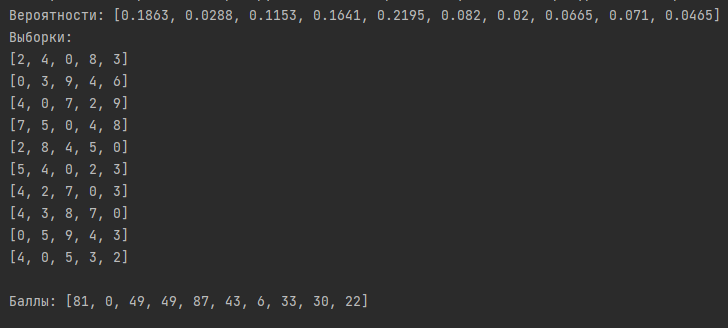 Вероятности: [0.1863, 0.0288, 0.1153, 0.1641, 0.2195, 0.082, 0.02, 0.0665, 0.071, 0.0465]
Выборки:
[2, 4, 0, 8, 3]
[0, 3, 9, 4, 6]
[4, 0, 7, 2, 9]
[7, 5, 0, 4, 8]
[2, 8, 4, 5, 0]
[5, 4, 0, 2, 3]
[4, 2, 7, 0, 3]
[4, 3, 8, 7, 0]
[0, 5, 9, 4, 3]
[4, 0, 5, 3, 2]
Баллы: [81, 0, 49, 49, 87, 43, 6, 33, 30, 22]